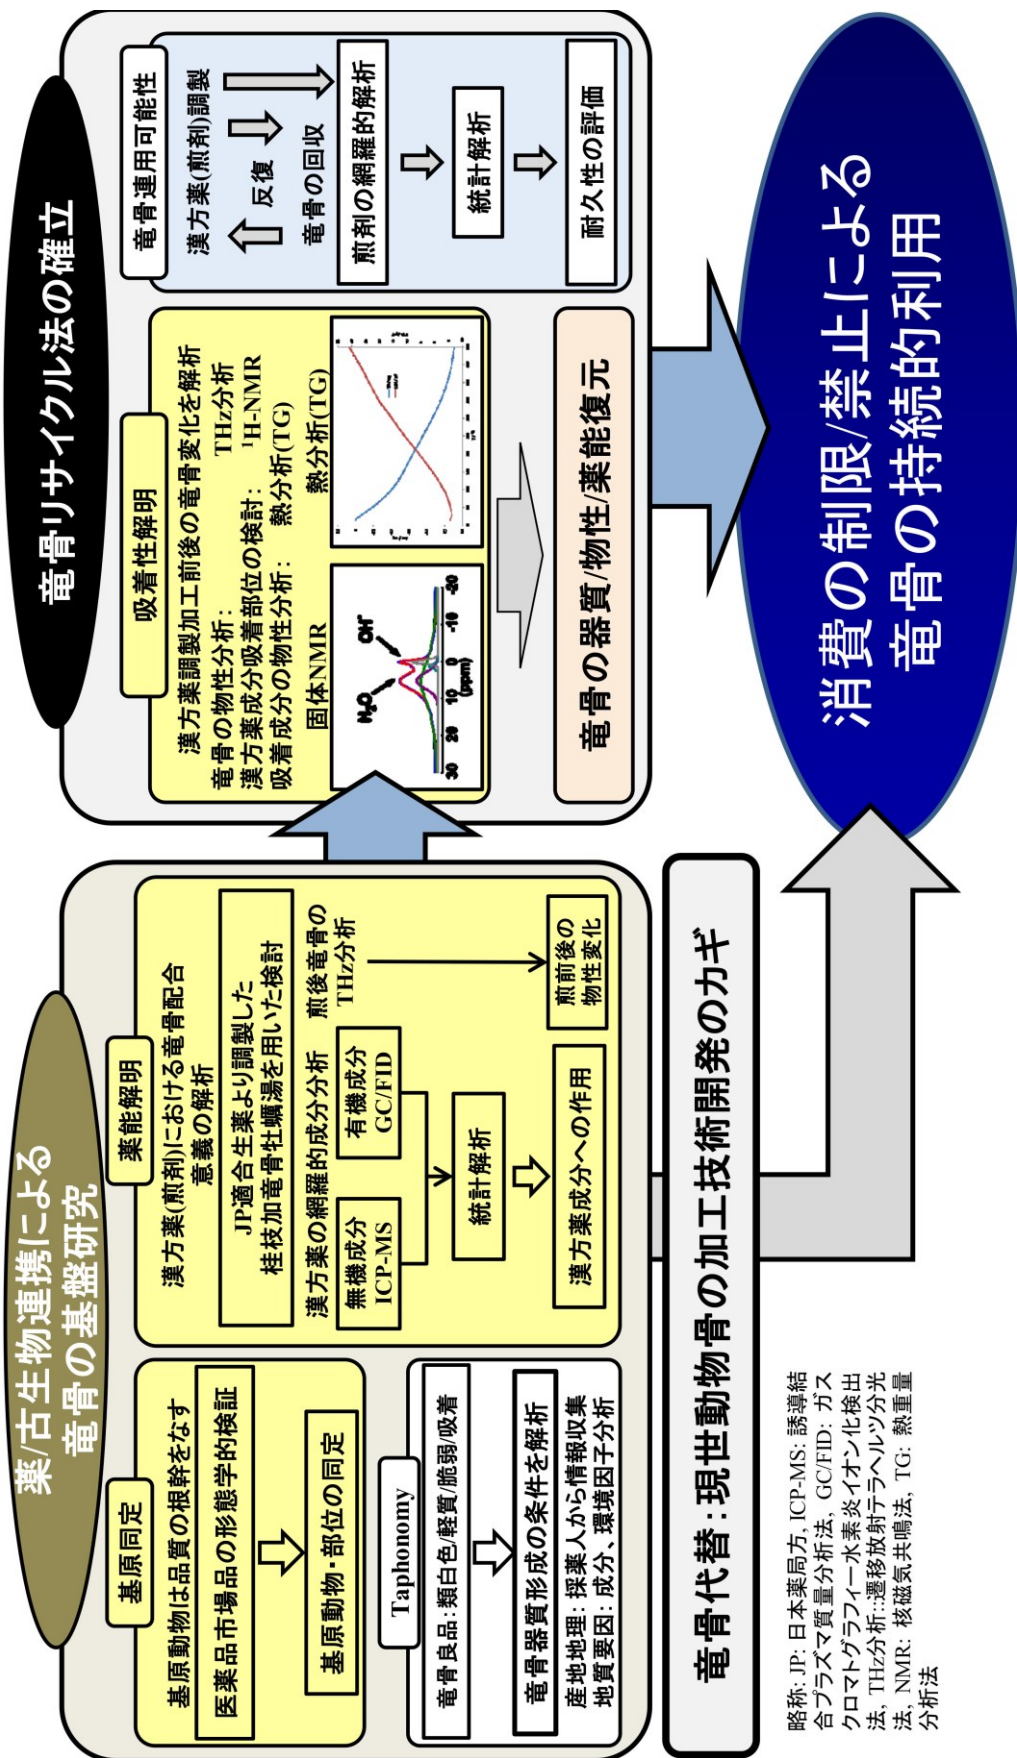 薬/古生物連携による
竜骨の基盤研究
基原同定
基原動物は品質の根幹をなす
医薬品市場品の形態学的検証
基原動物・部位の同定
Taphonomy
竜骨良品：類白色/軽質/脆弱/吸着
竜骨器質形成の条件を解析
産地地理：採薬人から情報収集
地質要因：成分、環境因子分析
薬能解明
漢方薬(煎剤)における竜骨配合
意義の解析
JP適合生薬より調製した
桂枝加竜骨牡蠣湯を用いた検討
漢方薬の網羅的成分分析
無機成分
ICP-MS
有機成分
GC/FID
統計解析
漢方薬成分への作用
煎後竜骨の
THz分析
煎前後の
物性変化
竜骨代替：現世動物骨の加工技術開発のカギ
略称: JP: 日本薬局方, ICP-MS: 誘導結
合プラズマ質量分析法, GC/FID: ガス
クロマトグラフィー水素炎イオン化検出
法, THz分析::遷移放射テラヘルツ分光
法, NMR: 核磁気共鳴法, TG: 熱重量
分析法
竜骨リサイクル法の確立
吸着性解明
漢方薬調製加工前後の竜骨変化を解析
竜骨の物性分析： THz分析
漢方薬成分吸着部位の検討： ¹H-NMR
吸着成分の物性分析： 熱分析(TG)
固体NMR
H₂O
OH⁻
30 20 10 0 -10 -20
(ppm)
熱分析(TG)
竜骨の器質/物性/薬能復元
竜骨連用可能性
漢方薬(煎剤)調製
反復
竜骨の回収
煎剤の網羅的解析
統計解析
耐久性の評価
消費の制限/禁止による
竜骨の持続的利用